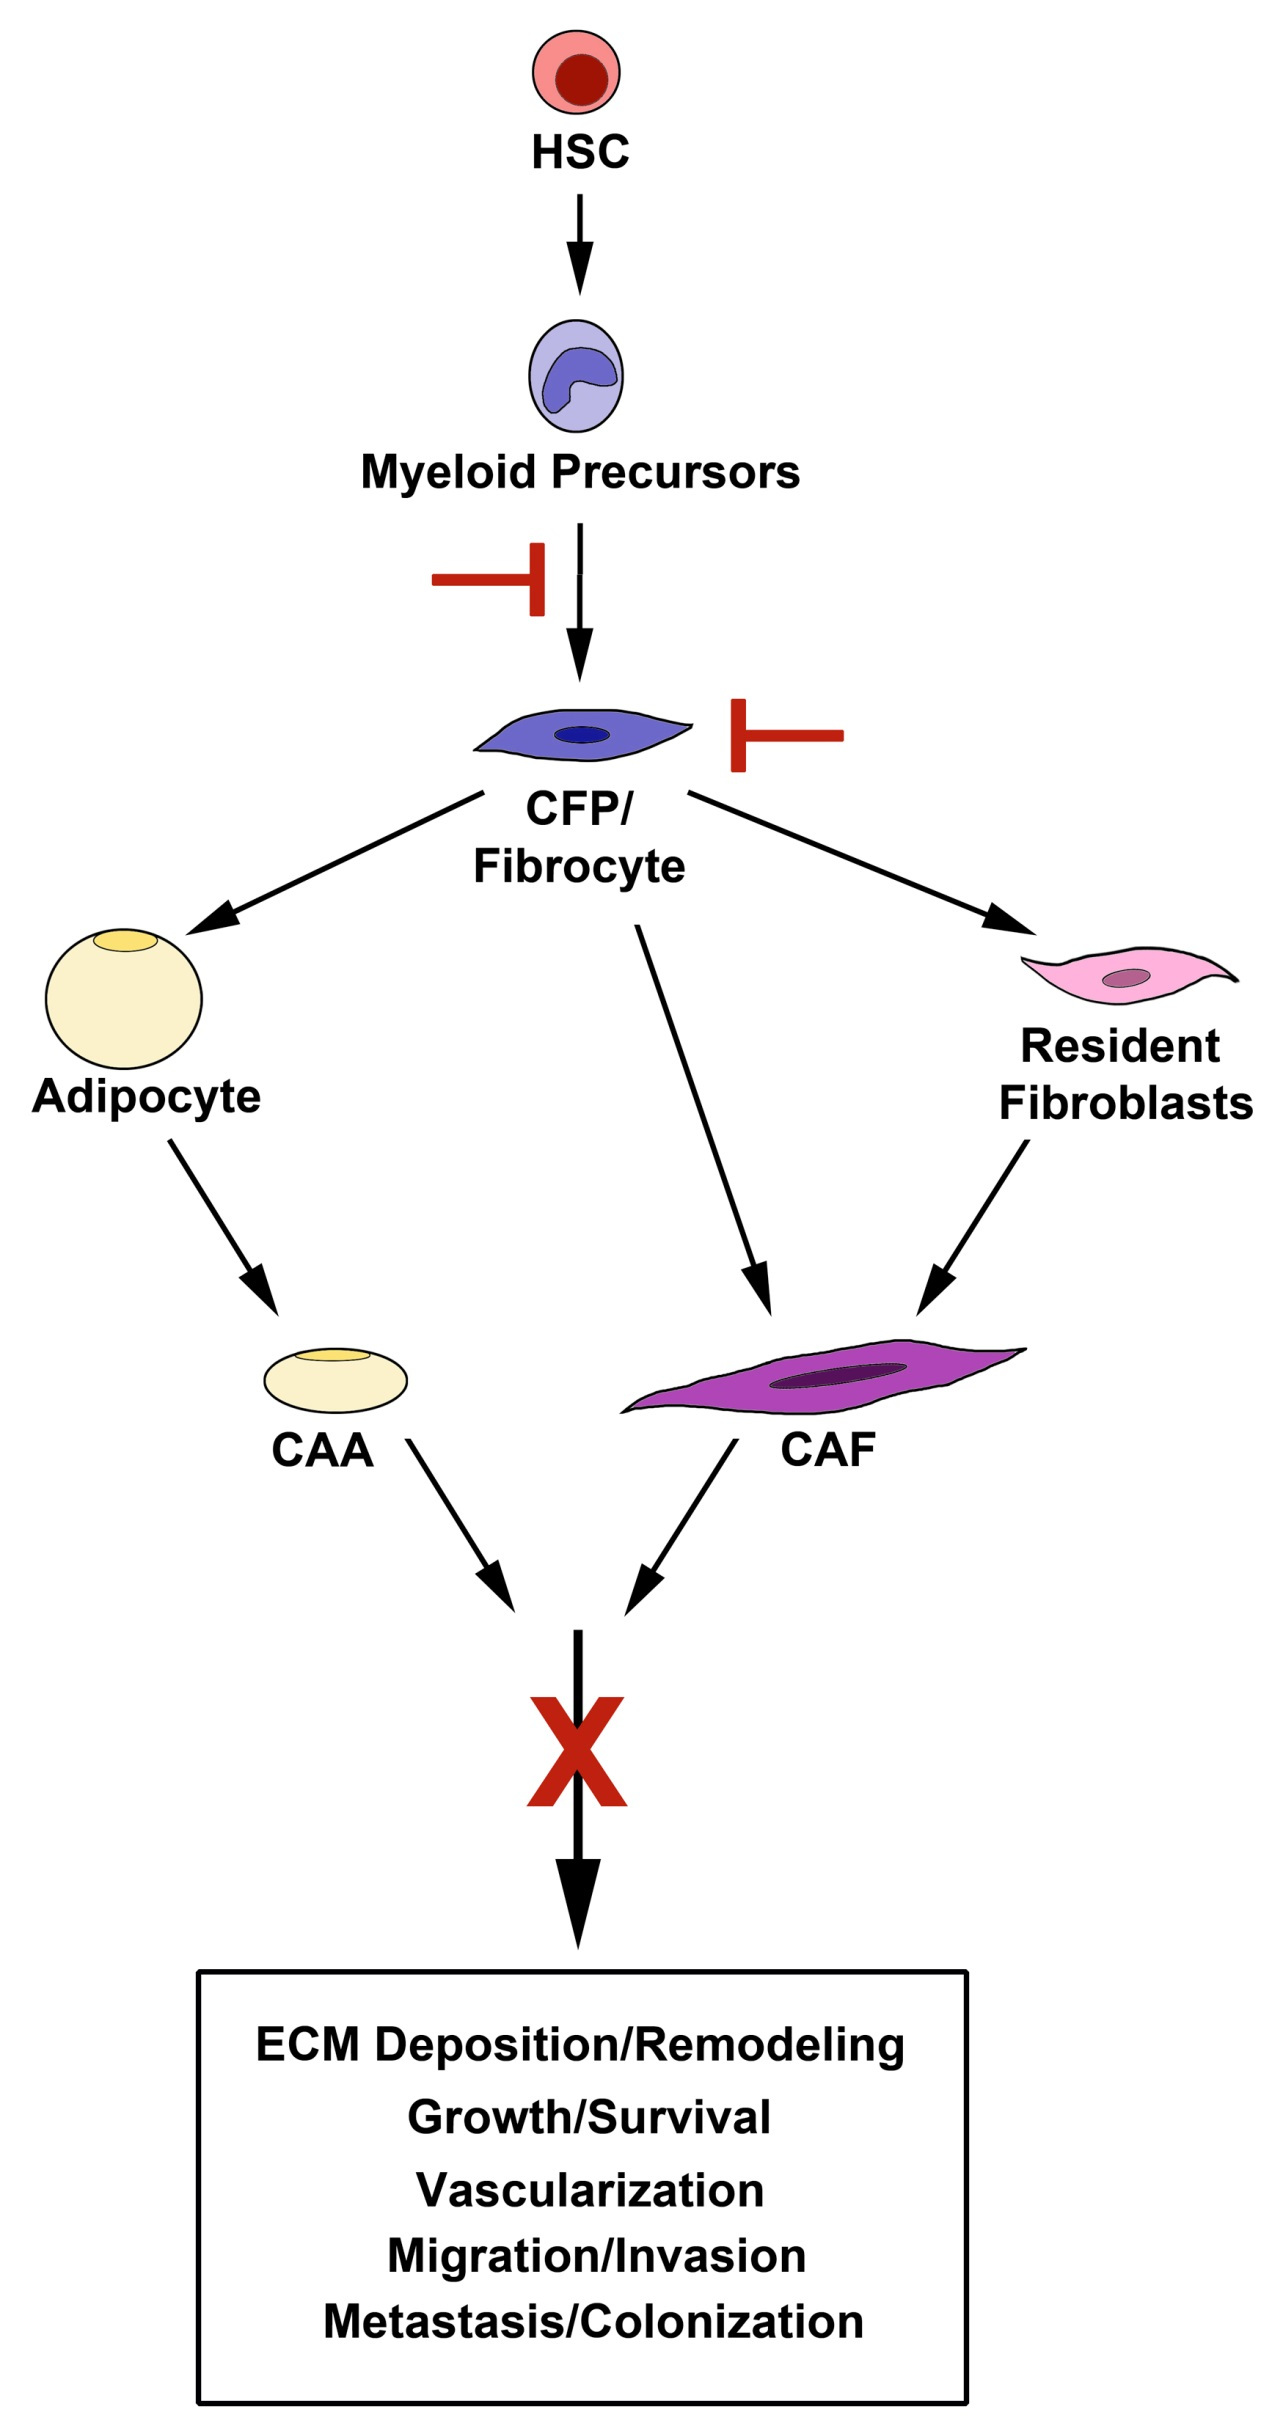 HSC
Myeloid Precursors
CFP/
Fibrocyte
Adipocyte
Resident
Fibroblasts
CAA
CAF
X
ECM Deposition/Remodeling
Growth/Survival
Vascularization
Migration/Invasion
Metastasis/Colonization